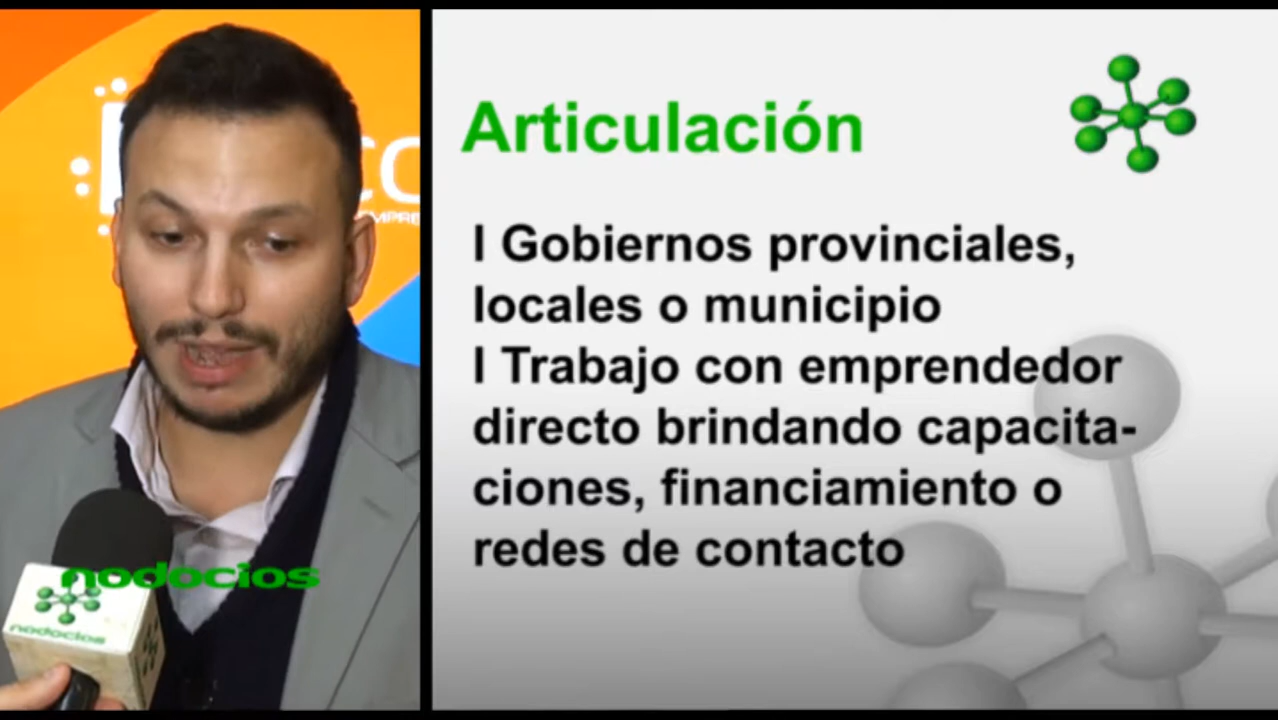 Articulación
I Gobiernos provinciales,
locales o municipio
I Trabajo con emprendedor
directo brindando capacita-
ciones, financiamiento o
redes de contacto
nodocios
nodocios